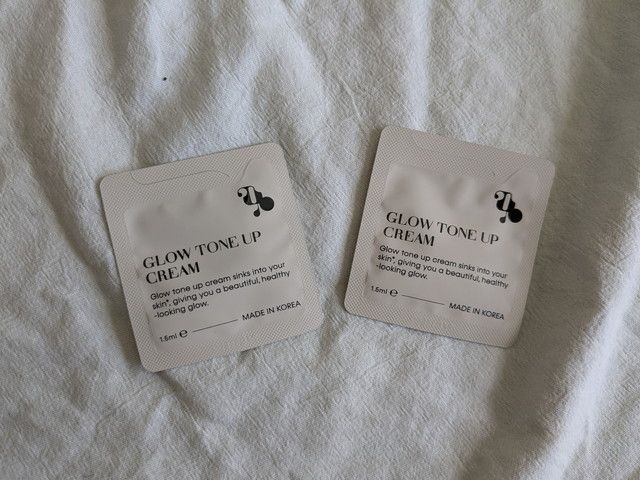 GLOW TONE UP
CREAM
Glow tone up cream sinks into your
skin*, giving you a beautiful, healthy
-looking glow.
1.5ml ℮
MADE IN KOREA
GLOW TONE UP
CREAM
Glow tone up cream sinks into your
skin*, giving you a beautiful, healthy
-looking glow.
1.5ml ℮
MADE IN KOREA